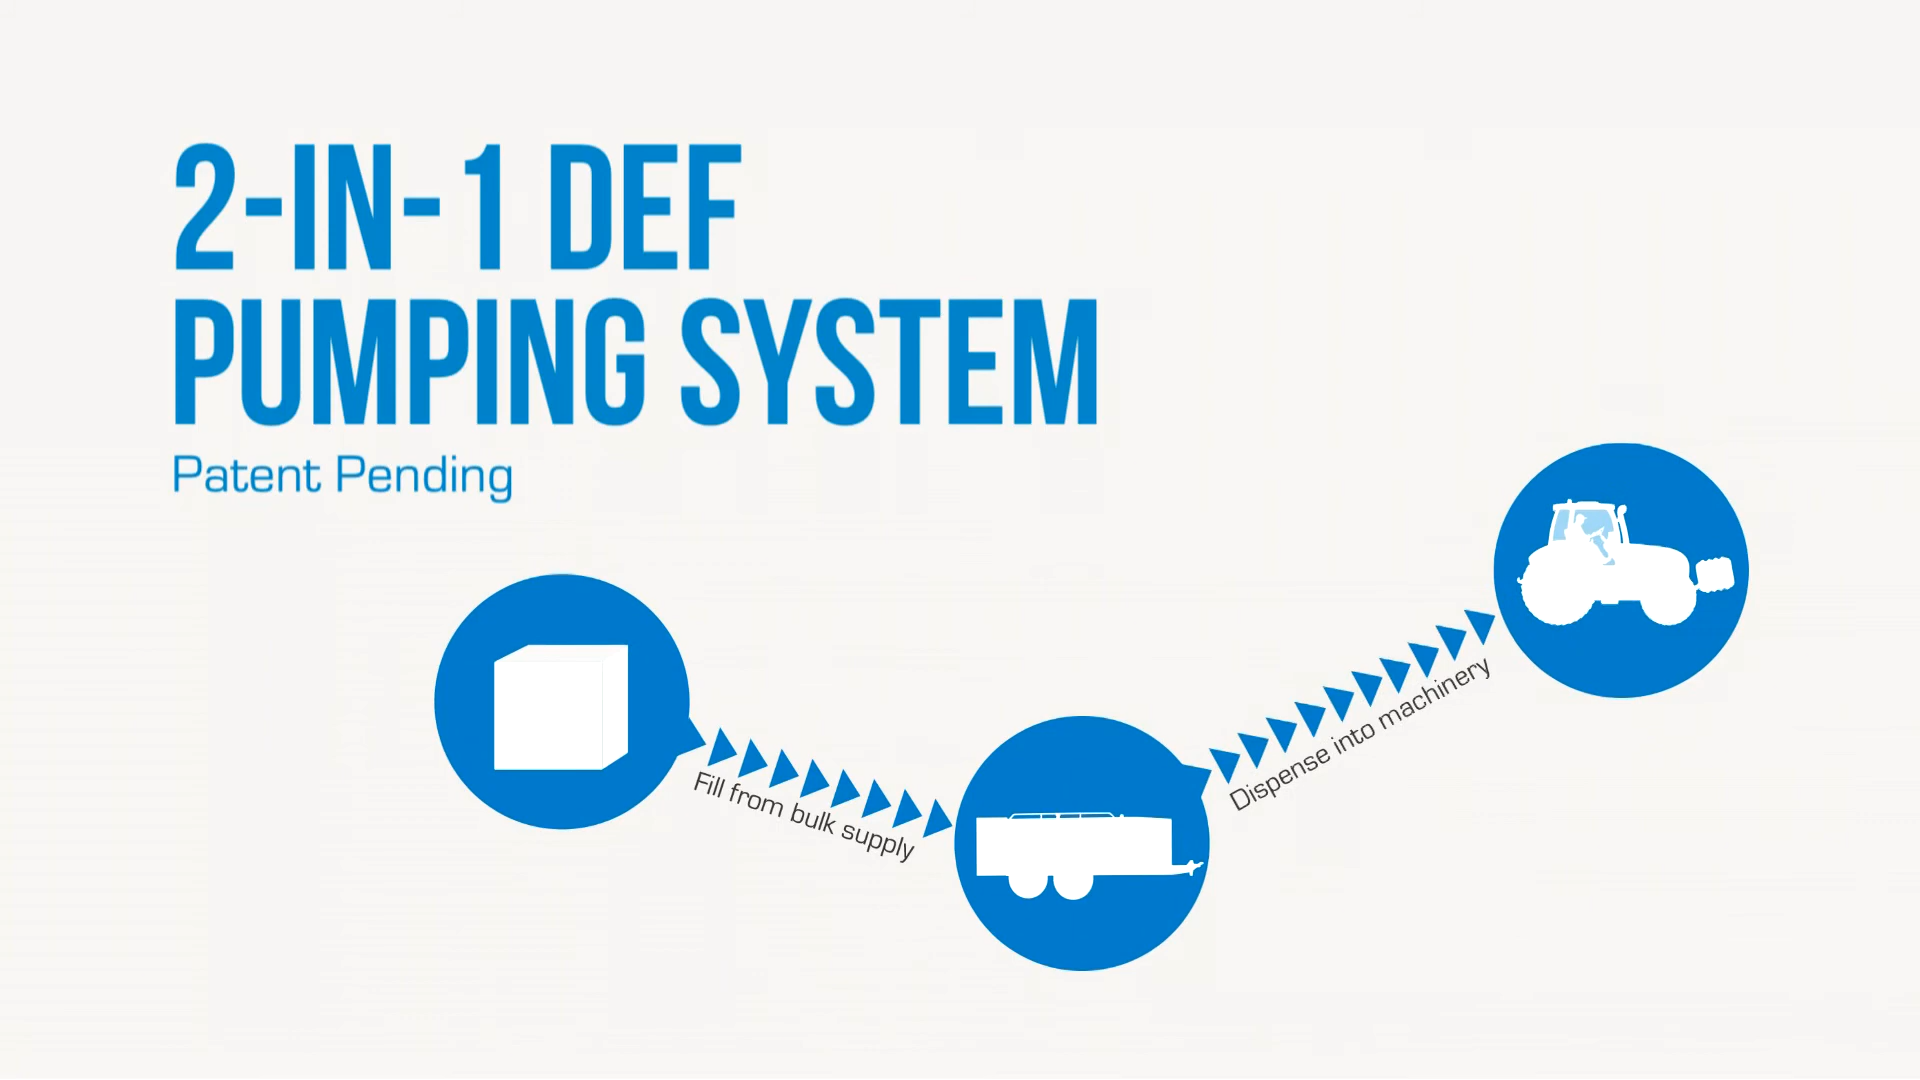 2-IN-1 DEF
PUMPING SYSTEM
Patent Pending
Fill from bulk supply
Dispense into machinery